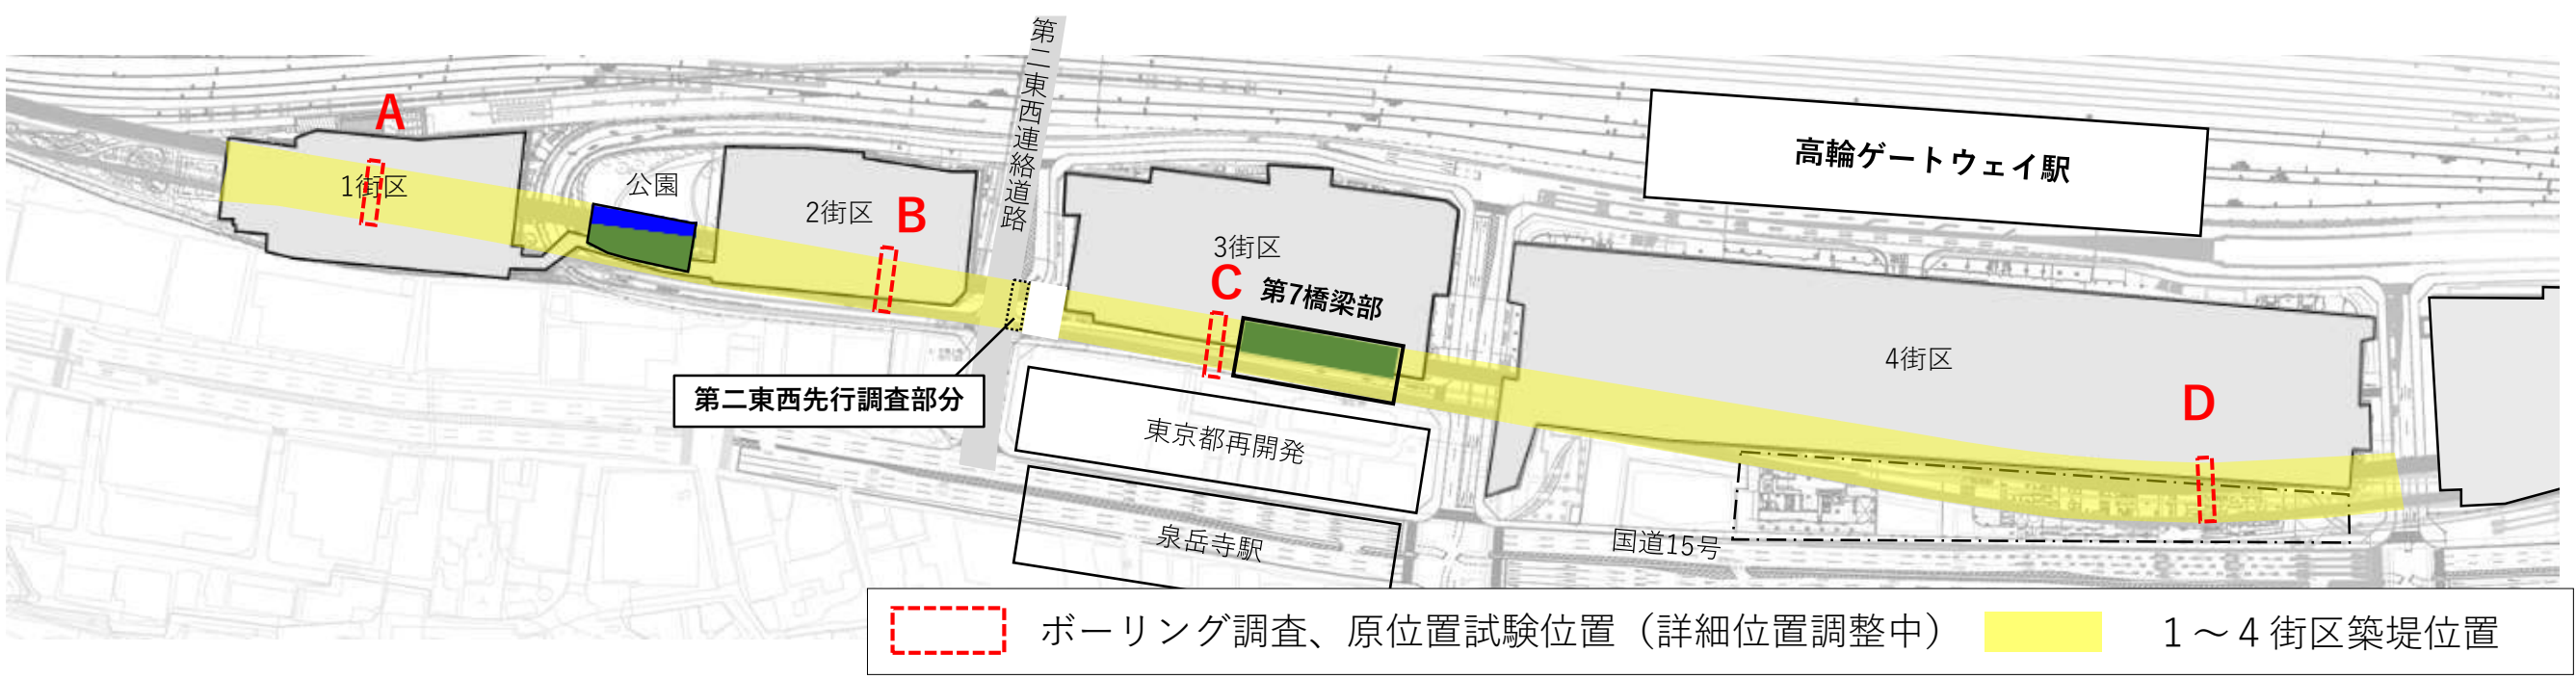 第二東西連絡道路
A
1街区
公園
2街区
B
3街区
C
第7橋梁部
高輪ゲートウェイ駅
4街区
D
第二東西先行調査部分
東京都再開発
泉岳寺駅
国道15号
ボーリング調査、原位置試験位置（詳細位置調整中）
１～４街区築堤位置